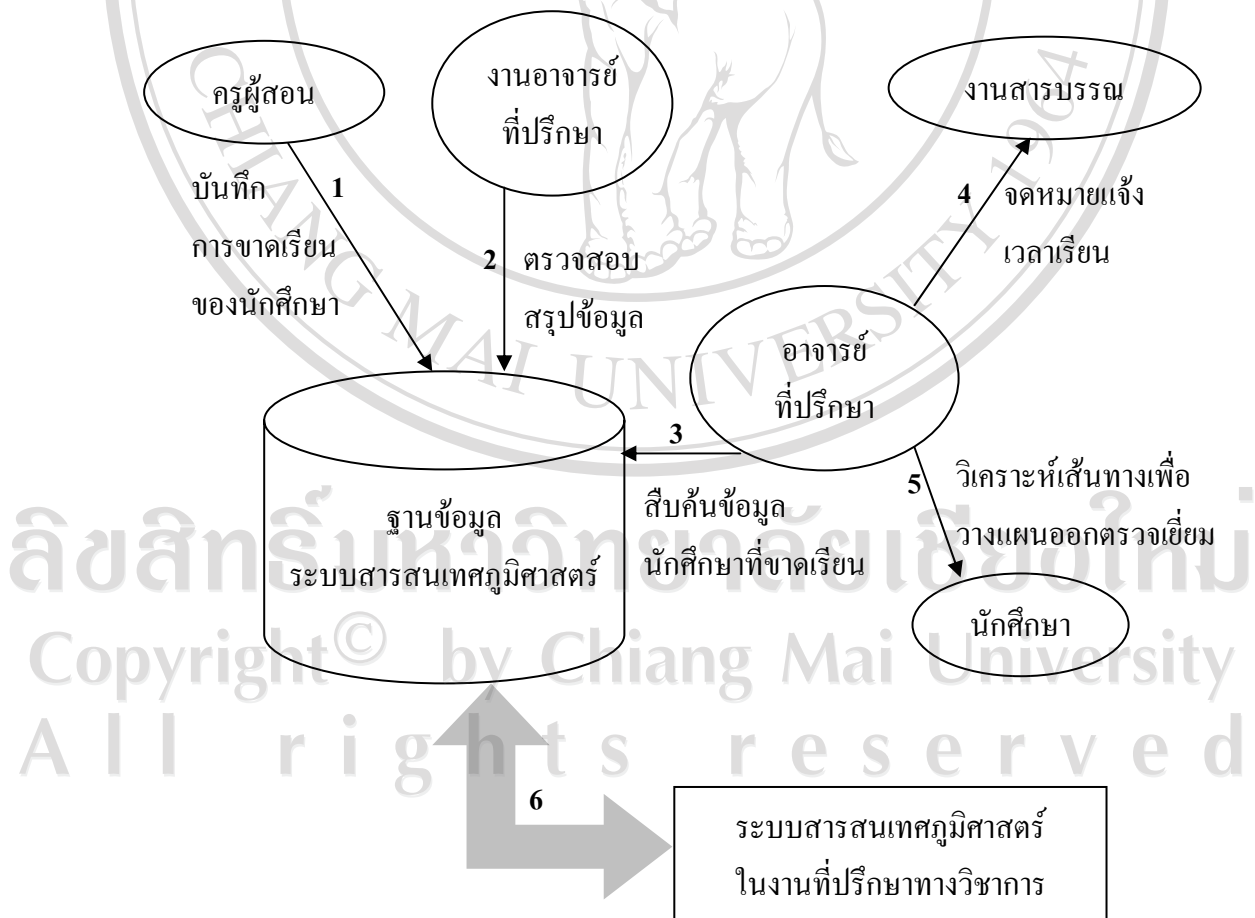 ครูผู้สอน
งานอาจารย์
ที่ปรึกษา
งานสารบรรณ
บันทึก
การขาดเรียน
ของนักศึกษา
1
2
ตรวจสอบ
สรุปข้อมูล
4
จดหมายแจ้ง
เวลาเรียน
อาจารย์
ที่ปรึกษา
3
สืบค้นข้อมูล
นักศึกษาที่ขาดเรียน
5
วิเคราะห์เส้นทางเพื่อ
วางแผนออกตรวจเยี่ยม
ฐานข้อมูล
ระบบสารสนเทศภูมิศาสตร์
นักศึกษา
6
ระบบสารสนเทศภูมิศาสตร์
ในงานที่ปรึกษาทางวิชาการ
CHIANG MAI UNIVERSITY 1964
ลิขสิทธิ์มหาวิทยาลัยเชียงใหม่
Copyright© by Chiang Mai University
All rights reserved